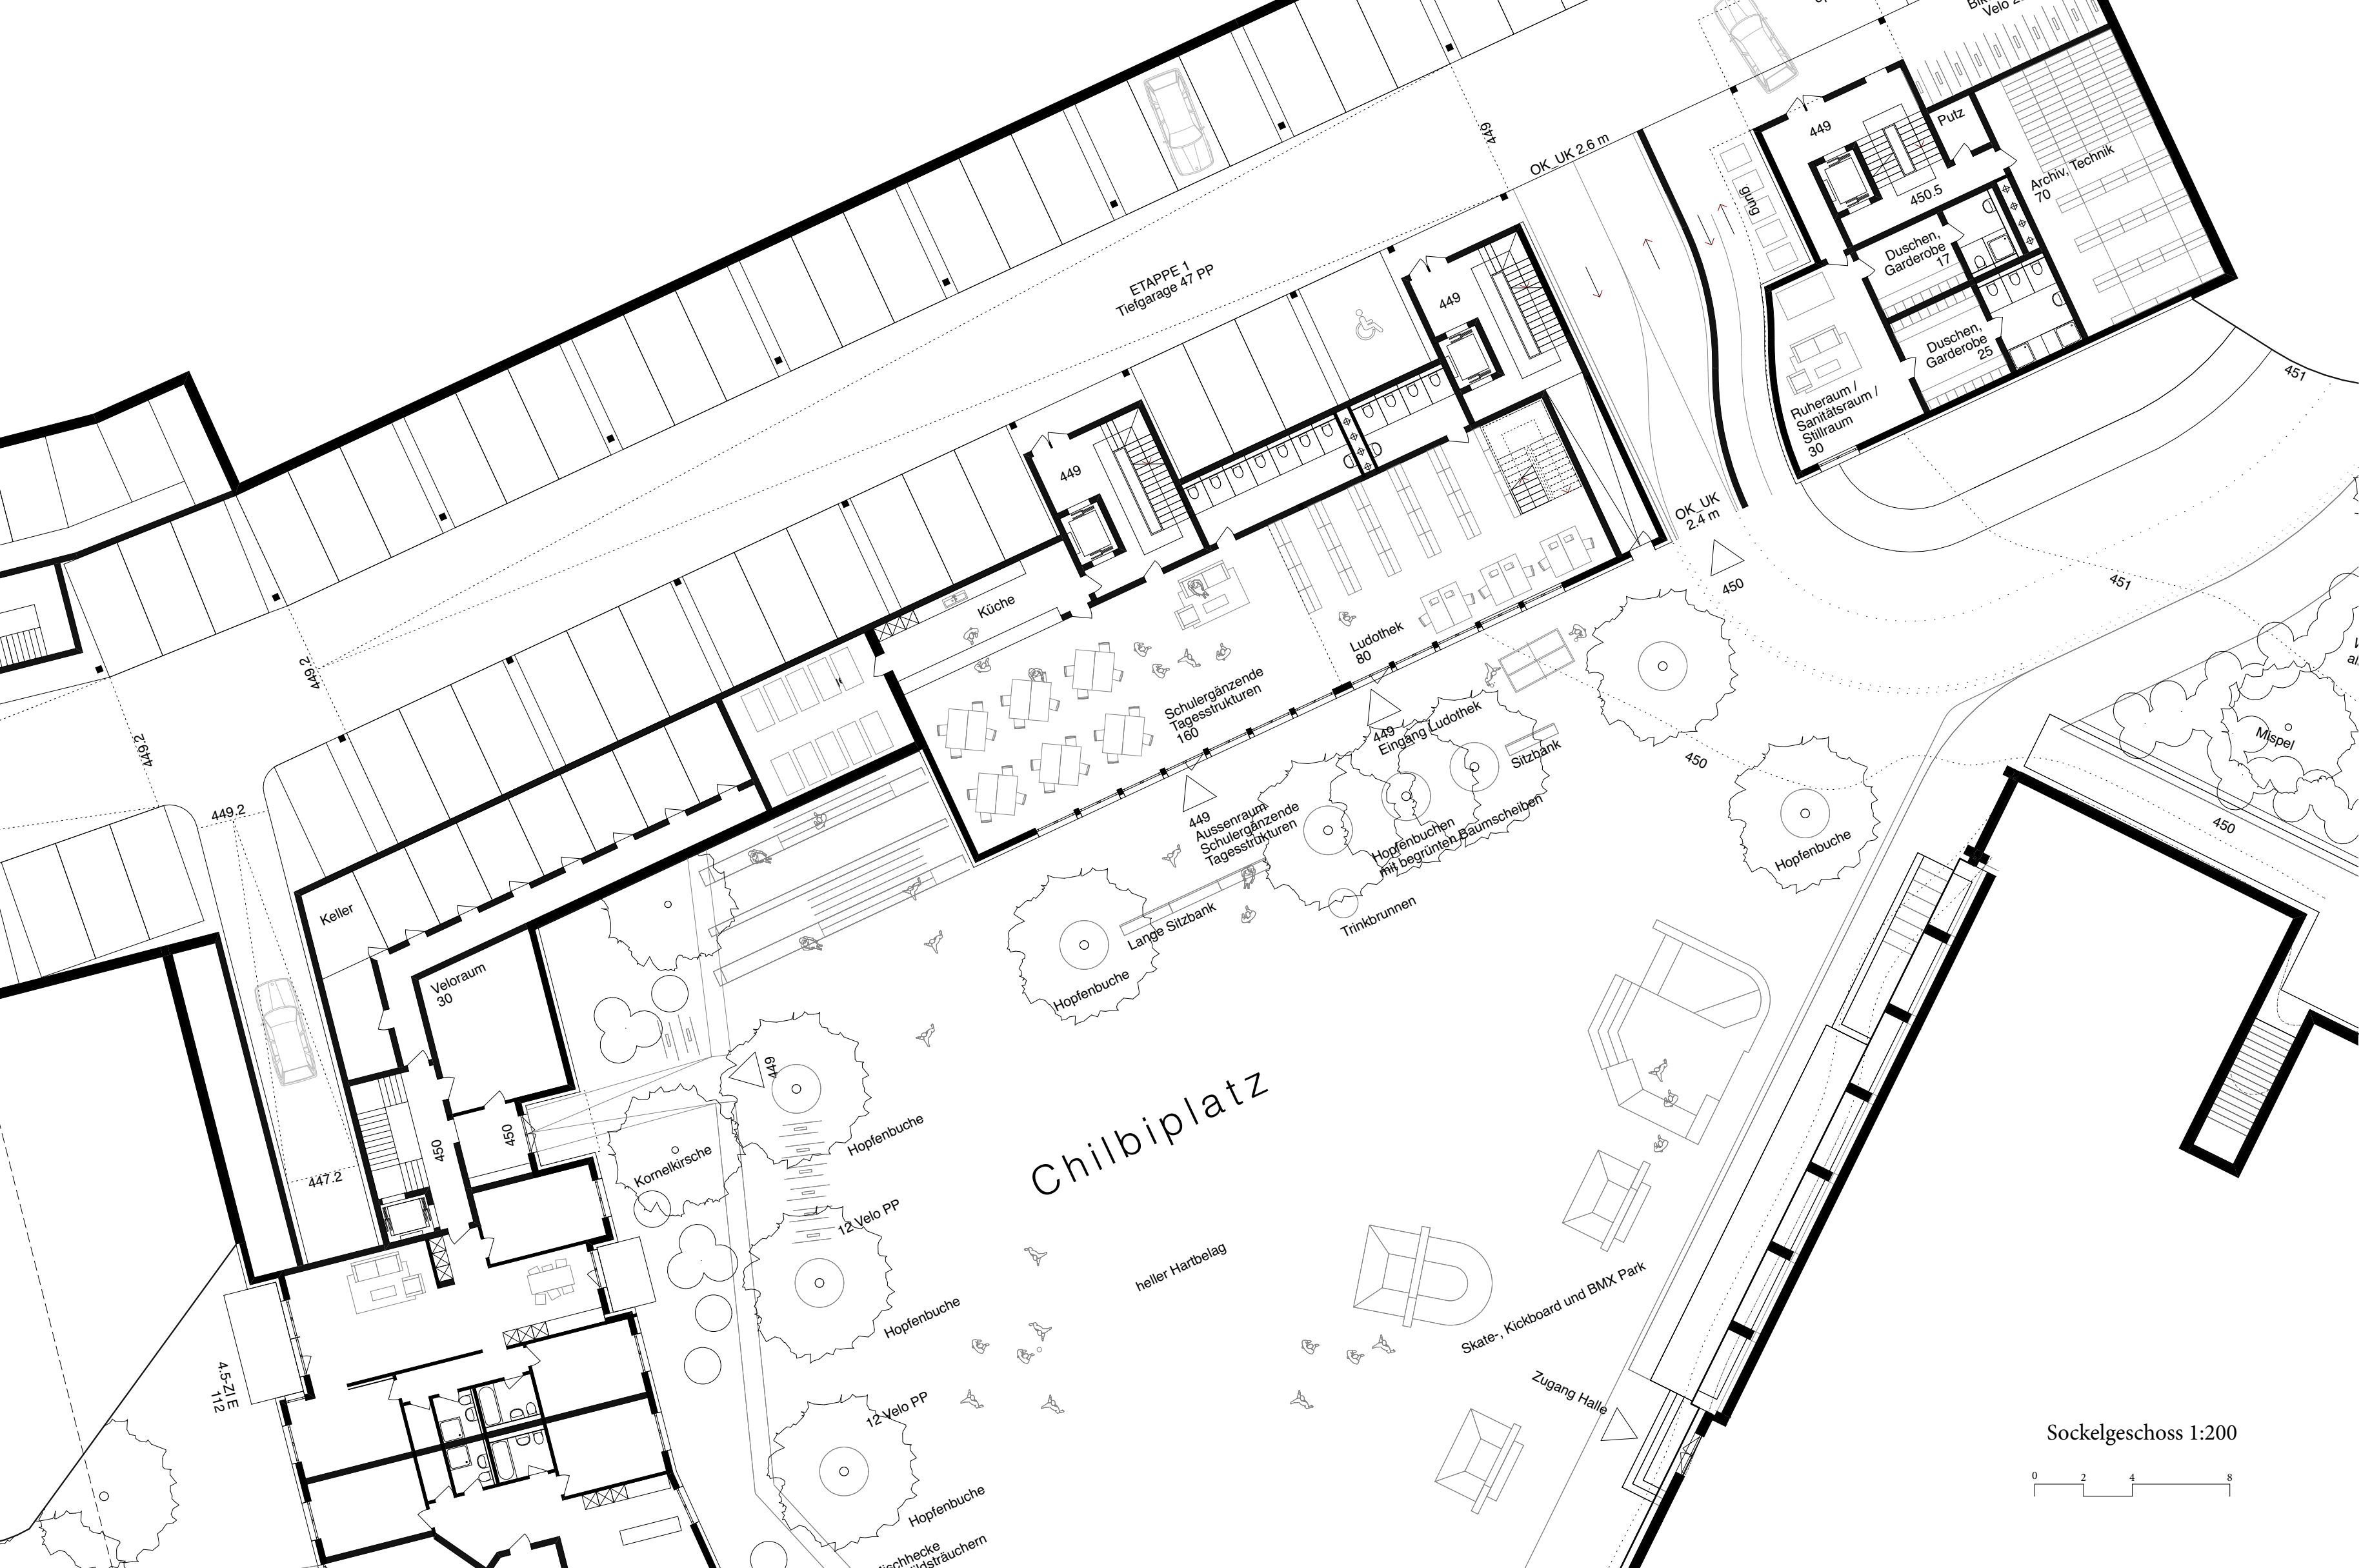 449
OK_UK 2.6 m
449
Putz
450.5
Archiv, Technik
70
gung
Duschen,
Garderobe
17
Duschen,
Garderobe
25
Ruheraum /
Sanitätsraum /
Stillraum
30
ETAPPE 1
Tiefgarage 47 PP
449
449
OK_UK
2.4 m
450
451
451
Küche
Ludothek
80
Schulergänzende
Tagesstrukturen
160
449.2
449.2
449.2
449
Eingang Ludothek
Sitzbank
450
Mispel
450
449
Aussenraum
Schulergänzende
Tagesstrukturen
Hopfenbuchen
mit begrünten Baumscheiben
Hopfenbuche
Lange Sitzbank
Trinkbrunnen
Hopfenbuche
Keller
Veloraum
30
449
450
450
447.2
Kornelkirsche
Hopfenbuche
12 Velo PP
Chilbiplatz
heller Hartbelag
Hopfenbuche
12 Velo PP
Hopfenbuche
Skate-, Kickboard und BMX Park
Zugang Halle
4.5-ZI E
112
Sockelgeschoss 1:200
0 2 4 8